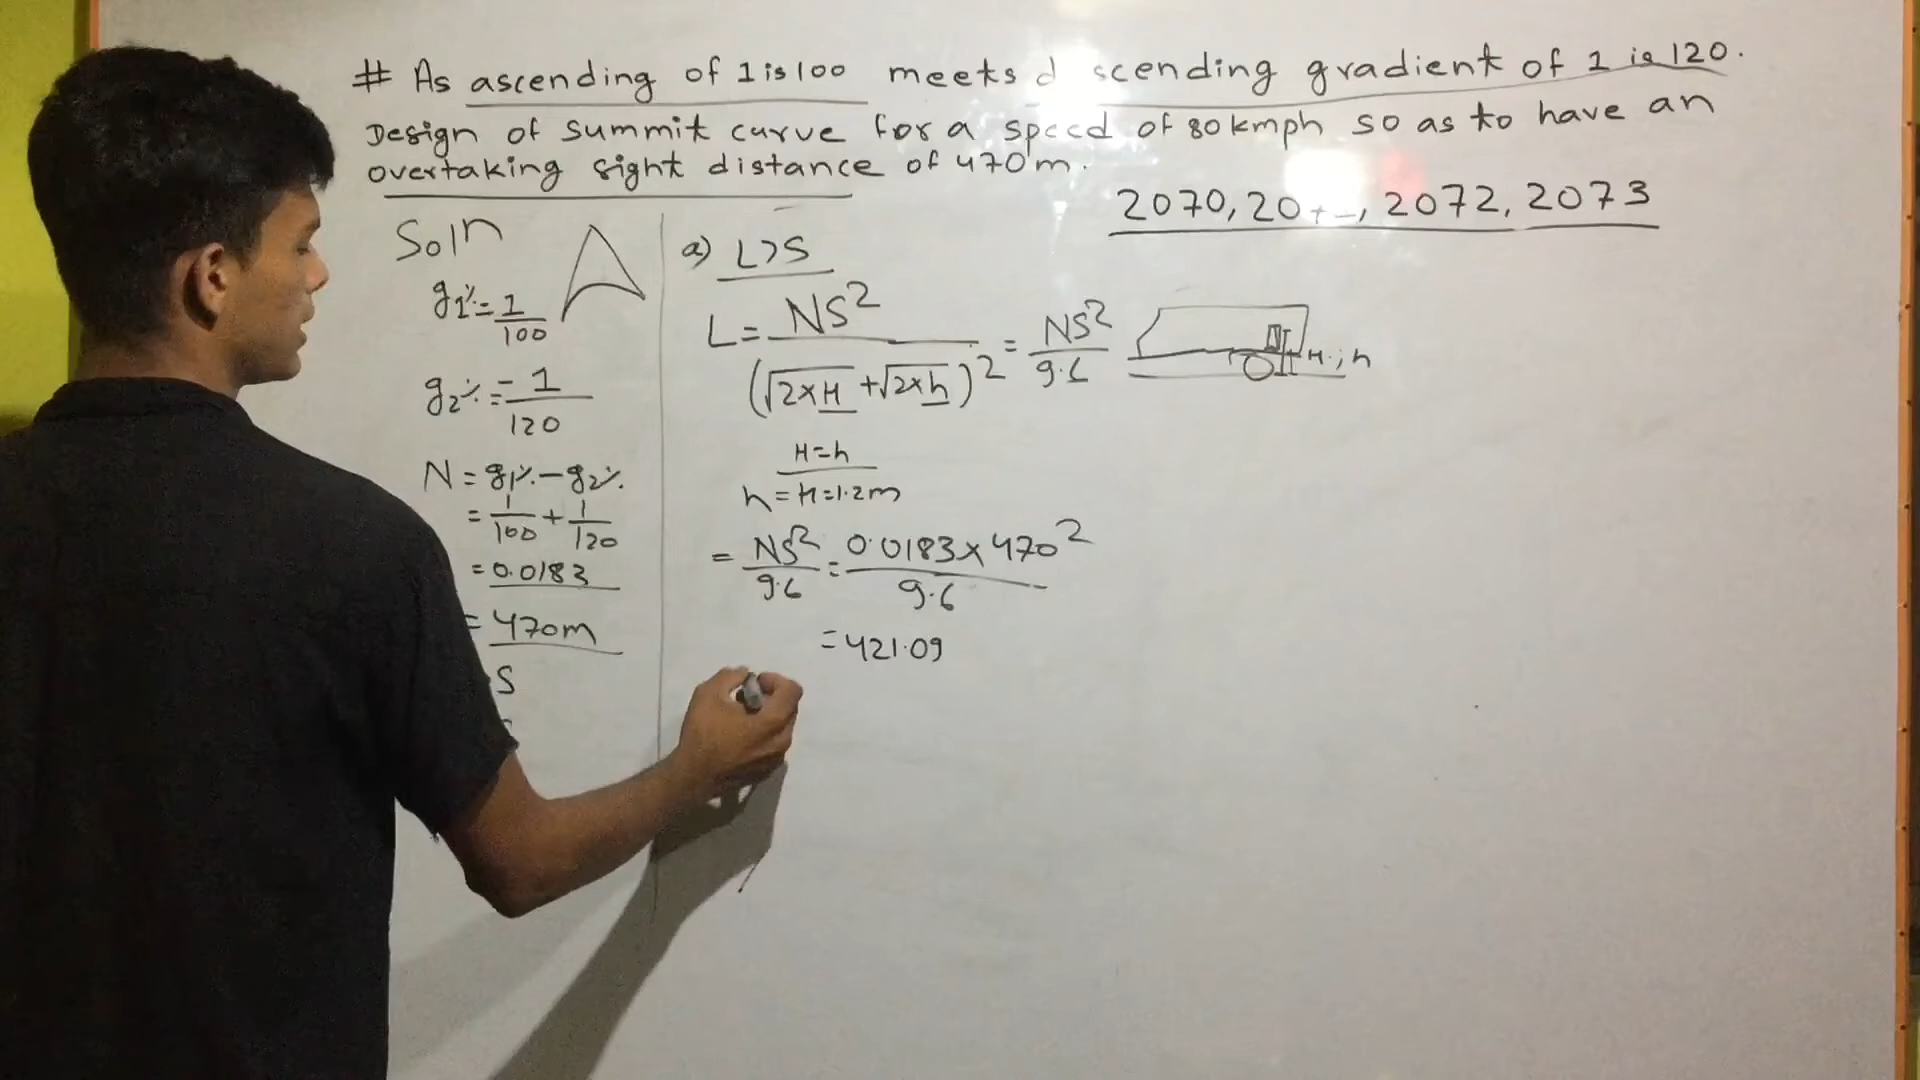 # As ascending of 1 is 100 meets d scending gradient of 1 is 120.
Design of summit curve for a speed of 80 kmph so as to have an
overtaking sight distance of 470m.
2070, 20, 2072, 2073
Soln
g1% = 1/100
g2% = -1/120
N = g1% - g2%
= 1/100 + 1/120
= 0.0183
= 470m
S
a) L>S
L = NS²/(√2×H + √2×h)² = NS²/9.6
H; h
H=h
h = H = 1.2m
= NS²/9.6 = 0.0183×470²/9.6
= 421.09